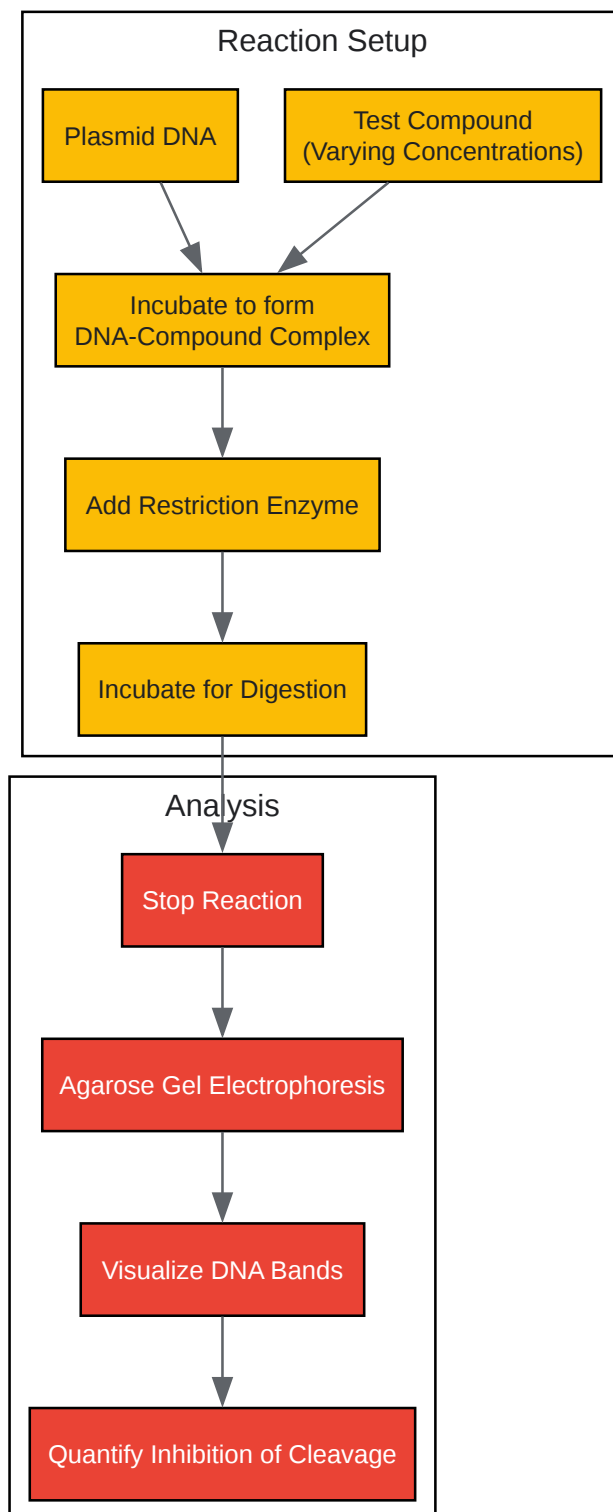 Reaction Setup
Plasmid DNA
Test Compound
(Varying Concentrations)
Incubate to form
DNA-Compound Complex
Add Restriction Enzyme
Incubate for Digestion
Analysis
Stop Reaction
Agarose Gel Electrophoresis
Visualize DNA Bands
Quantify Inhibition of Cleavage